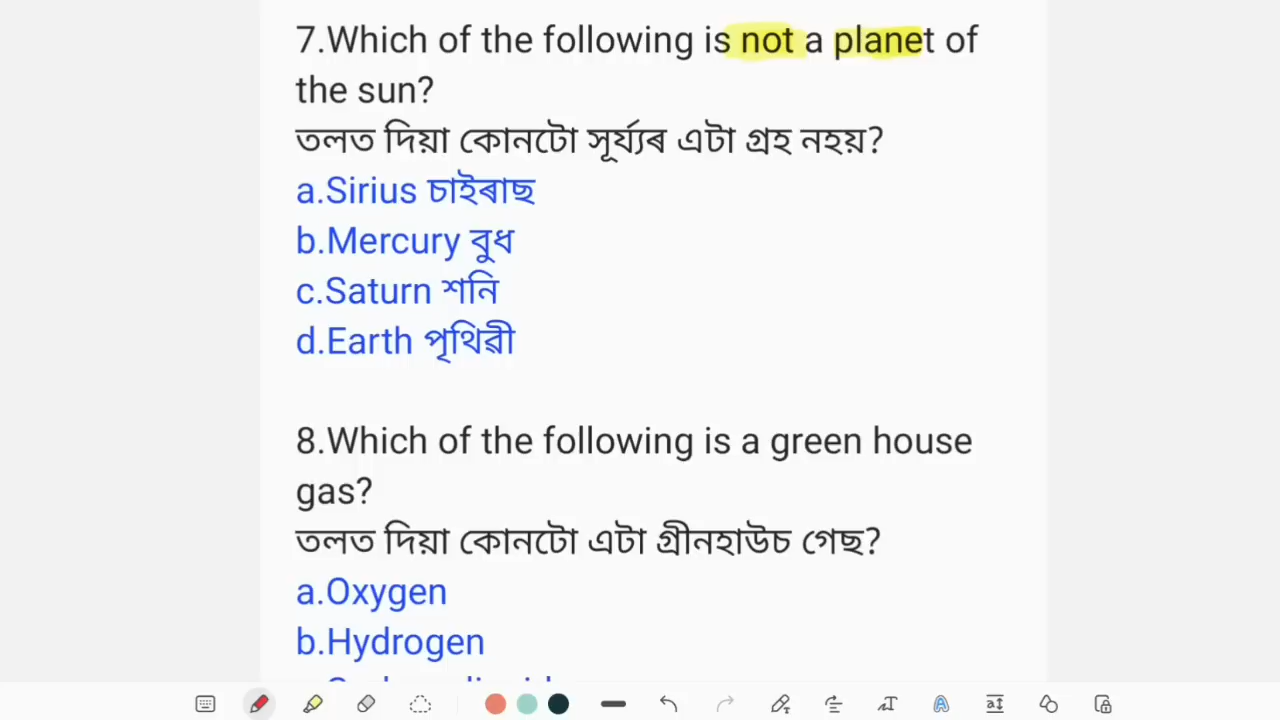 7.Which of the following is not a planet of
the sun?
তলত দিয়া কোনটো সূৰ্য্যৰ এটা গ্ৰহ নহয়?
a.Sirius চাইৰাছ
b.Mercury বুধ
c.Saturn শনি
d.Earth পৃথিৱী
8.Which of the following is a green house
gas?
তলত দিয়া কোনটো এটা গ্ৰীনহাউচ গেছ?
a.Oxygen
b.Hydrogen